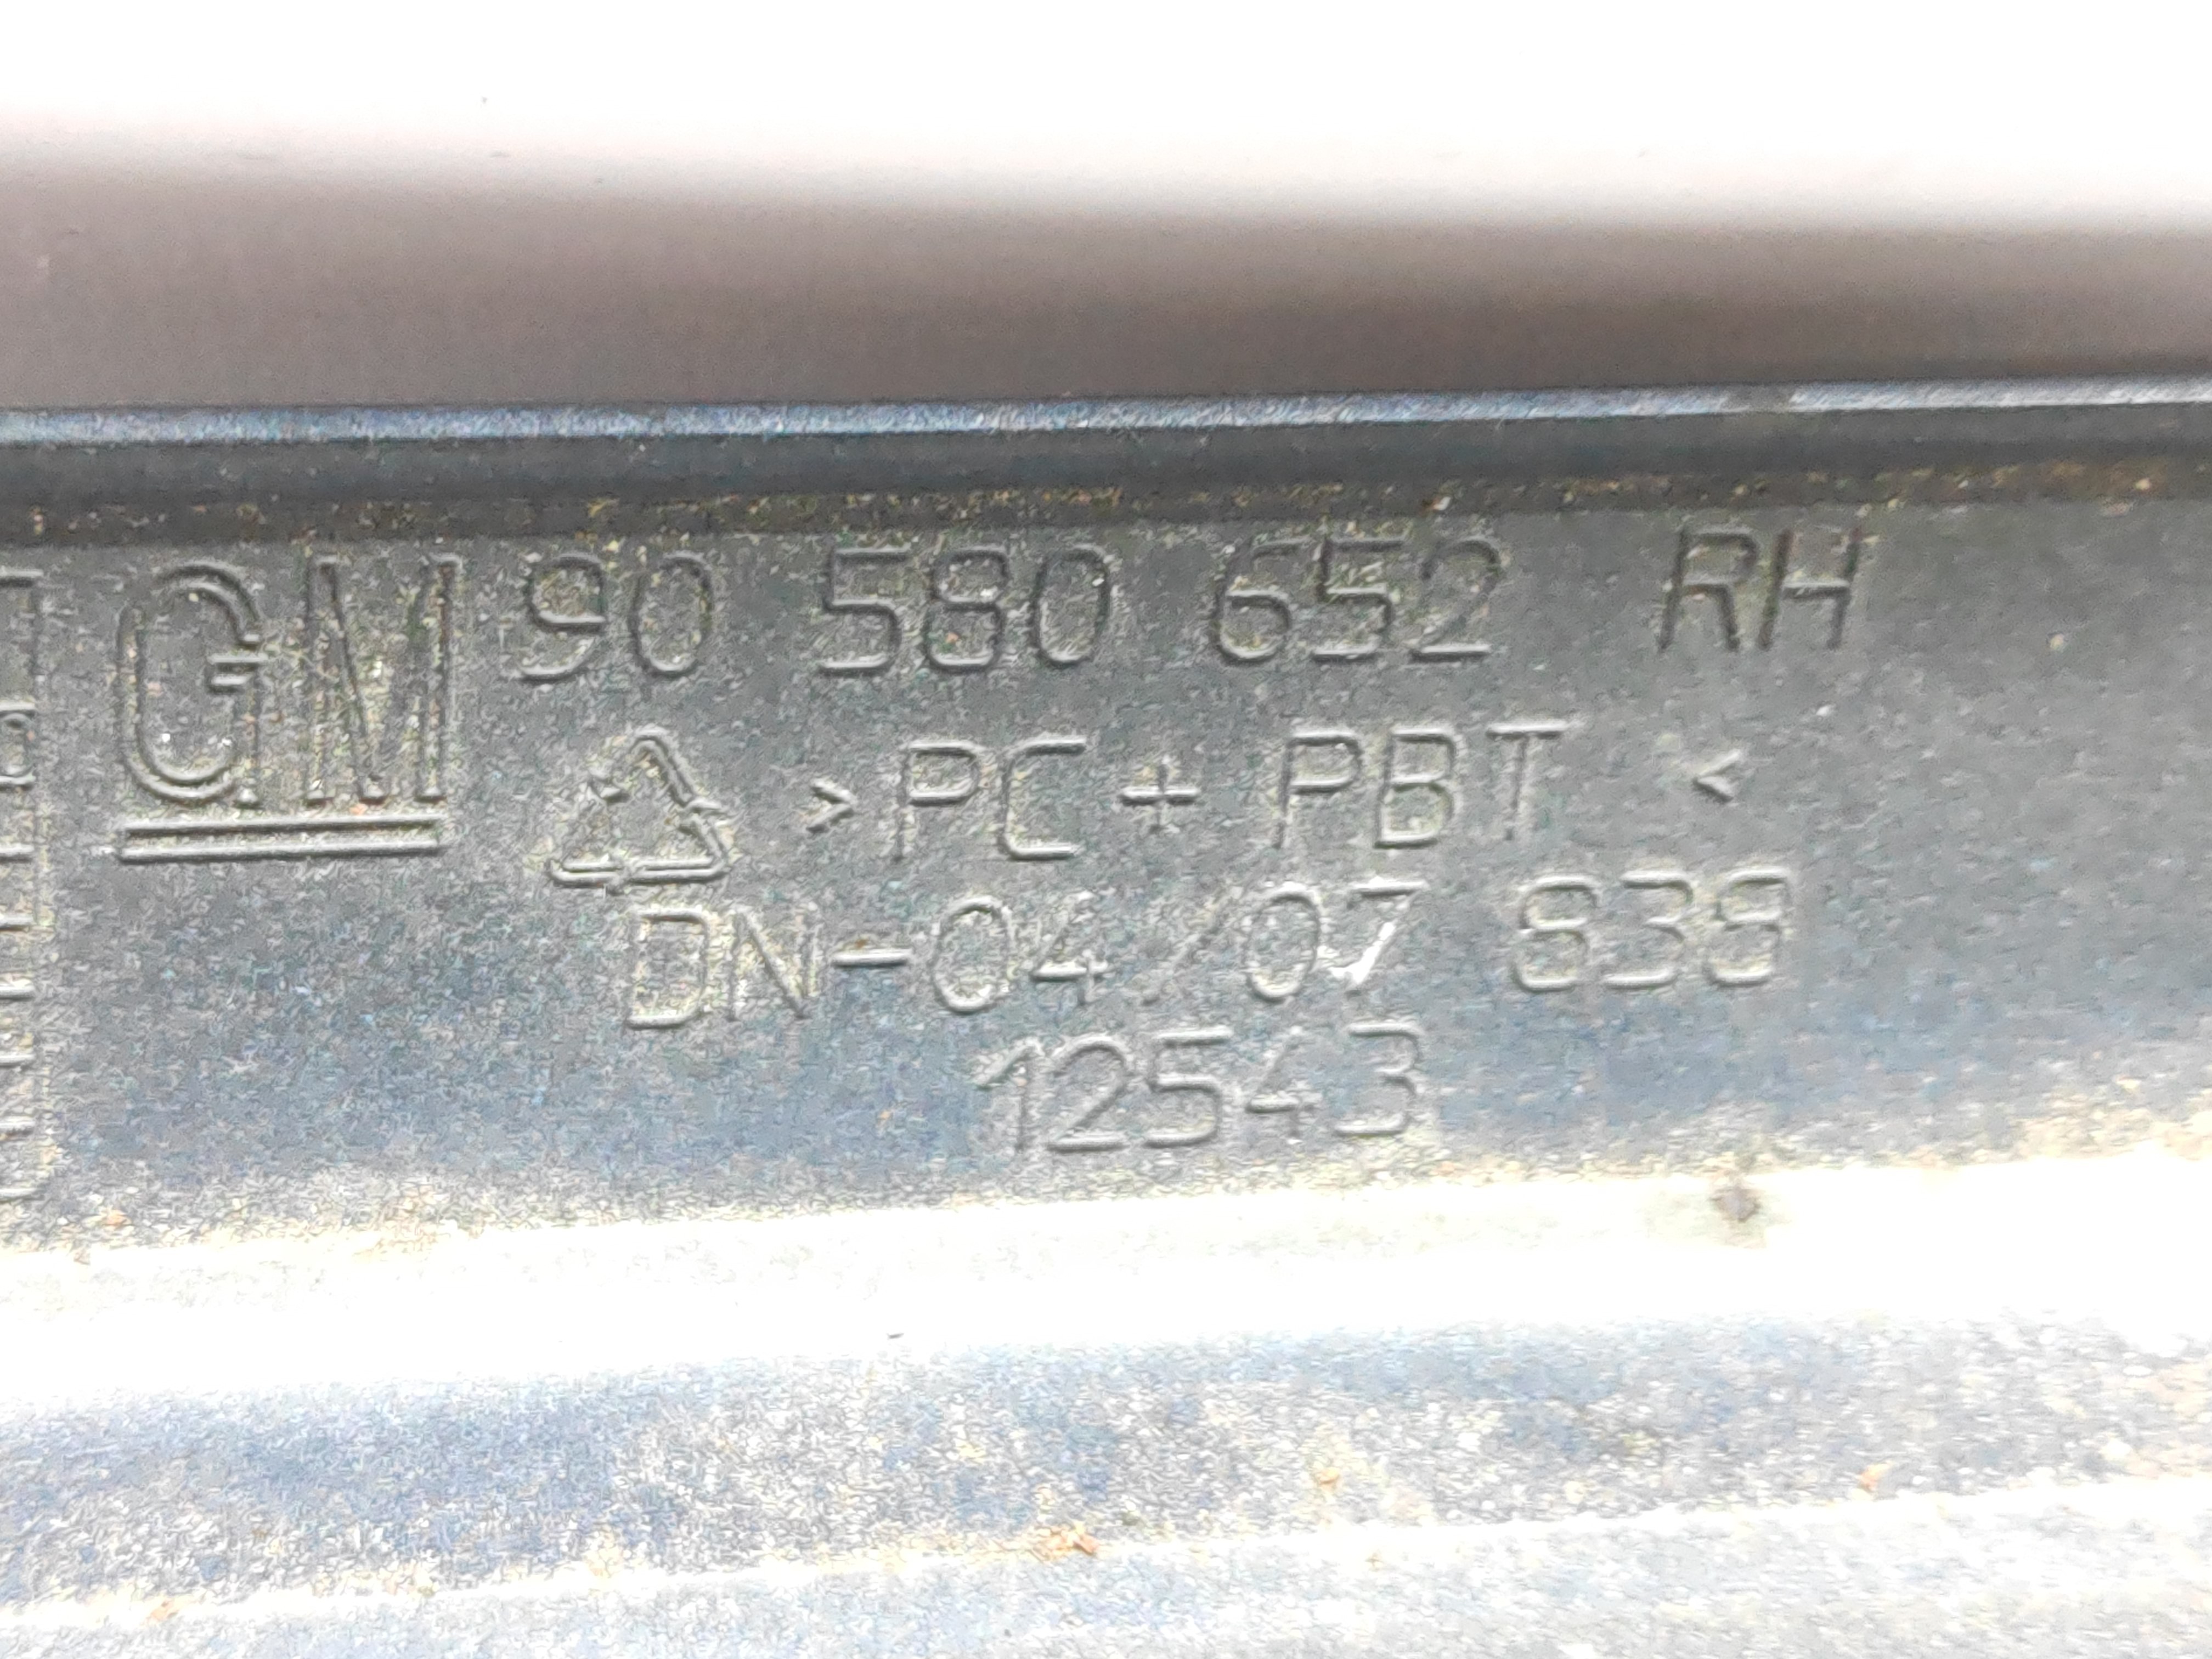 GM 90 580 652 RH
>PC + PBT <
DN-04/07 838
12543